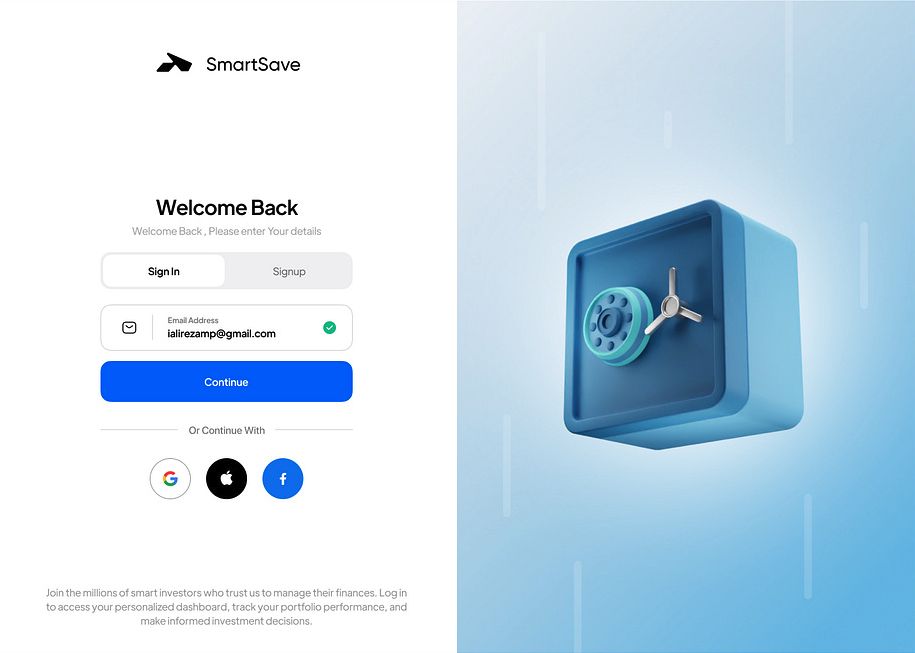 SmartSave
Welcome Back
Welcome Back , Please enter Your details
Sign In
Signup
Email Address
ialirezamp@gmail.com
Continue
Or Continue With
Join the millions of smart investors who trust us to manage their finances. Log in
to access your personalized dashboard, track your portfolio performance, and
make informed investment decisions.